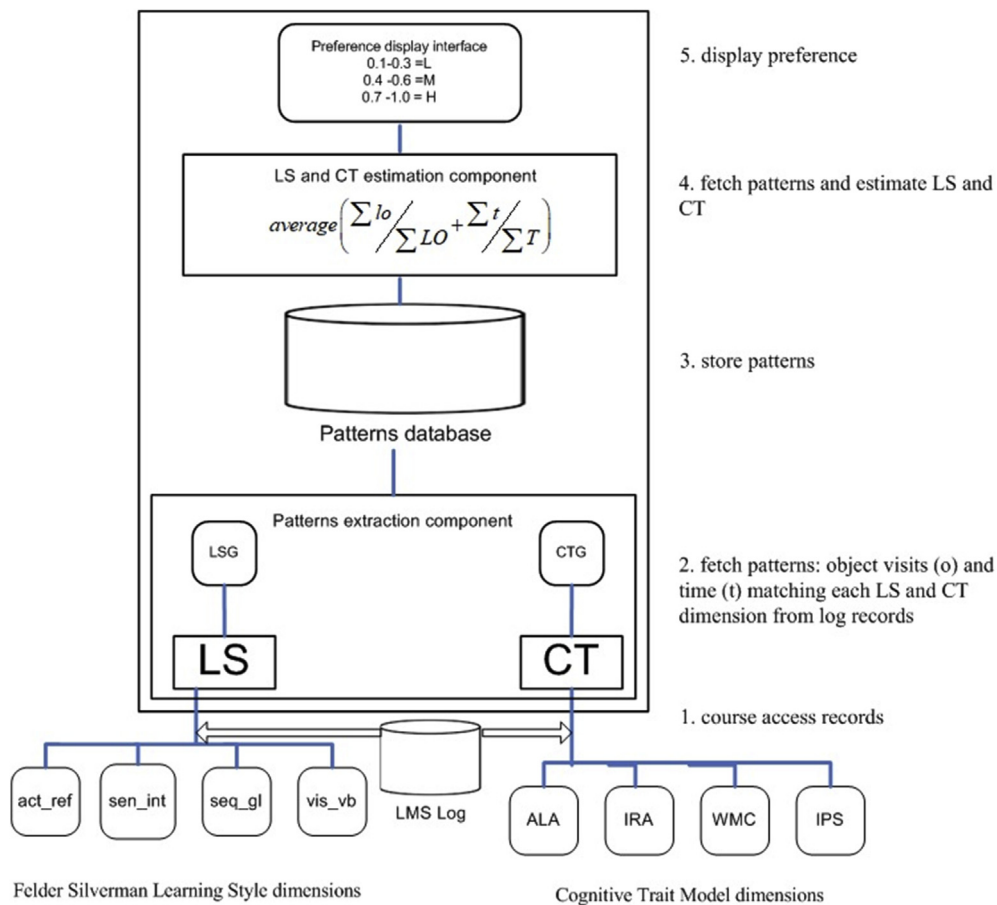 Preference display interface
0.1-0.3 =L
0.4 -0.6 =M
0.7 -1.0 = H
5. display preference
LS and CT estimation component
average(∑lo/∑LO + ∑t/∑T)
4. fetch patterns and estimate LS and
CT
3. store patterns
Patterns database
Patterns extraction component
LSG
CTG
LS
CT
2. fetch patterns: object visits (o) and
time (t) matching each LS and CT
dimension from log records
1. course access records
act_ref
sen_int
seq_gl
vis_vb
LMS Log
ALA
IRA
WMC
IPS
Felder Silverman Learning Style dimensions
Cognitive Trait Model dimensions